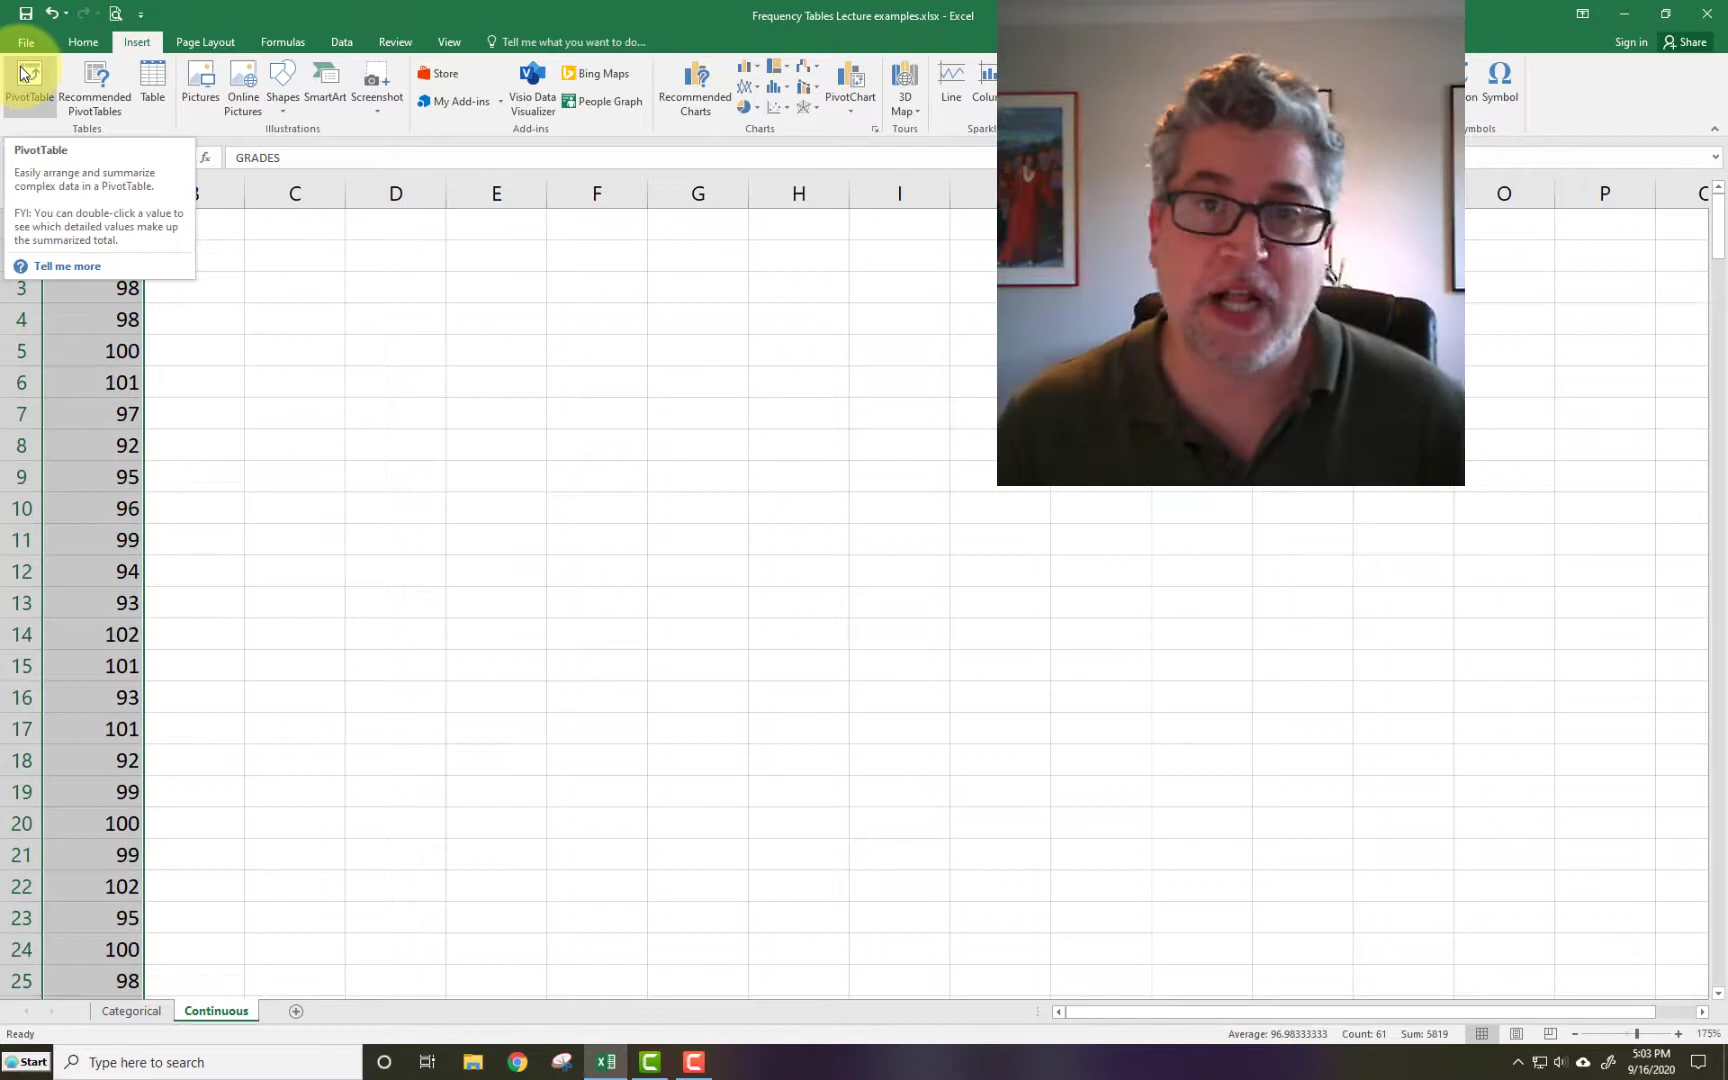 Frequency Tables Lecture examples.xlsx - Excel
File Home Insert Page Layout Formulas Data Review View Tell me what you want to do... Sign in Share
PivotTable
Recommended PivotTables
Table
Pictures
Online Pictures
Shapes
SmartArt
Screenshot
Store
My Add-ins
Visio Data Visualizer
Bing Maps
People Graph
Recommended Charts
PivotChart
3D Map
Line
Colu
on
Symbol
Tables Illustrations Add-ins Charts Tours Sparkl mbols
PivotTable
Easily arrange and summarize
complex data in a PivotTable.
FYI: You can double-click a value to
see which detailed values make up
the summarized total.
Tell me more
fx GRADES
C D E F G H I O P
3 98
4 98
5 100
6 101
7 97
8 92
9 95
10 96
11 99
12 94
13 93
14 102
15 101
16 93
17 101
18 92
19 99
20 100
21 99
22 102
23 95
24 100
25 98
Categorical Continuous
Ready Average: 96.98333333 Count: 61 Sum: 5819 175%
Start Type here to search 5:03 PM
9/16/2020